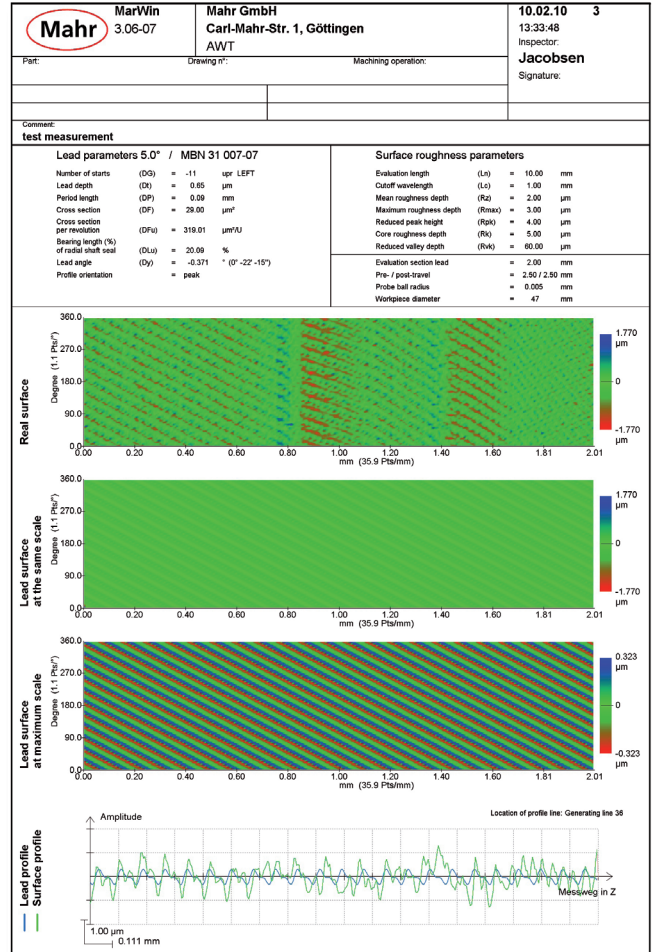 Mahr
MarWin
3.06-07
Mahr GmbH
Carl-Mahr-Str. 1, Göttingen
AWT
10.02.10 3
13:33:48
Inspector:
Jacobsen
Signature:
Part: Drawing n°: Machining operation:
Comment:
test measurement
Lead parameters 5.0° / MBN 31 007-07
Number of starts (DG) = -11 upr LEFT
Lead depth (Dt) = 0.65 µm
Period length (DP) = 0.09 mm
Cross section (DF) = 29.00 µm²
Cross section
per revolution (DFu) = 319.01 µm²/U
Bearing length (%)
of radial shaft seal (DLu) = 20.09 %
Lead angle (Dy) = -0.371 ° (0° -22' -15")
Profile orientation = peak
Surface roughness parameters
Evaluation length (Ln) = 10.00 mm
Cutoff wavelength (Lc) = 1.00 mm
Mean roughness depth (Rz) = 2.00 µm
Maximum roughness depth (Rmax) = 3.00 µm
Reduced peak height (Rpk) = 4.00 µm
Core roughness depth (Rk) = 5.00 µm
Reduced valley depth (Rvk) = 60.00 µm
Evaluation section lead = 2.00 mm
Pre- / post-travel = 2.50 / 2.50 mm
Probe ball radius = 0.005 mm
Workpiece diameter = 47 mm
Real surface
Degree (1.1 Pts/°)
360.0
270.0
180.0
90.0
0.0
0.00 0.20 0.40 0.60 0.80 1.00 1.20 1.41 1.61 1.81 2.01
mm (35.9 Pts/mm)
1.770
µm
0
-1.770
µm
Lead surface
at the same scale
Degree (1.1 Pts/°)
360.0
270.0
180.0
90.0
0.0
0.00 0.20 0.40 0.60 0.80 1.00 1.20 1.41 1.61 1.81 2.01
mm (35.9 Pts/mm)
1.770
µm
0
-1.770
µm
Lead surface
at maximum scale
Degree (1.1 Pts/°)
360.0
270.0
180.0
90.0
0.0
0.00 0.20 0.40 0.60 0.80 1.00 1.20 1.41 1.61 1.81 2.01
mm (35.9 Pts/mm)
0.323
µm
0
-0.323
µm
Lead profile
Surface profile
Amplitude
Location of profile line: Generating line 36
Messweg in Z
1.00 µm
0.111 mm